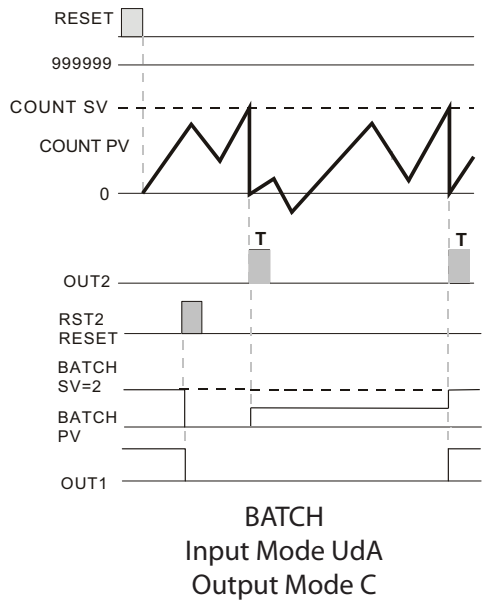 RESET
999999
COUNT SV
COUNT PV
0
T
T
OUT2
RST2
RESET
BATCH
SV=2
BATCH
PV
OUT1
BATCH
Input Mode UdA
Output Mode C